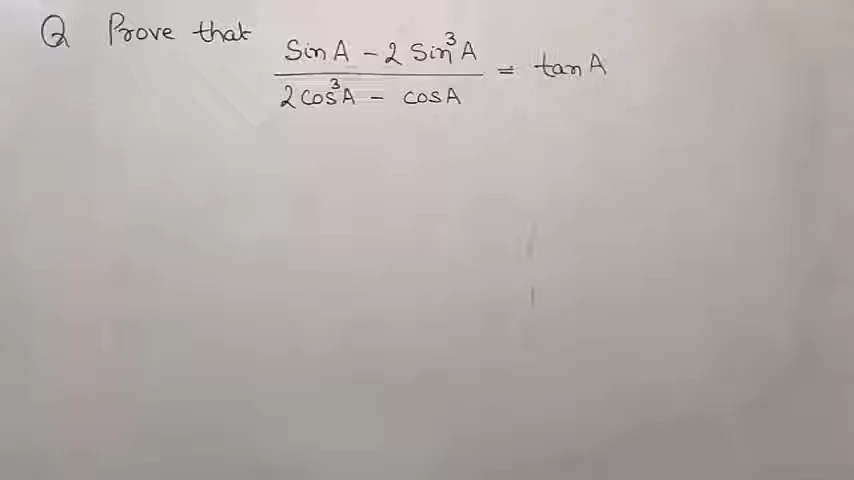 Q Prove that
Sin A - 2 Sin³A
2 Cos³A - cos A
= tan A